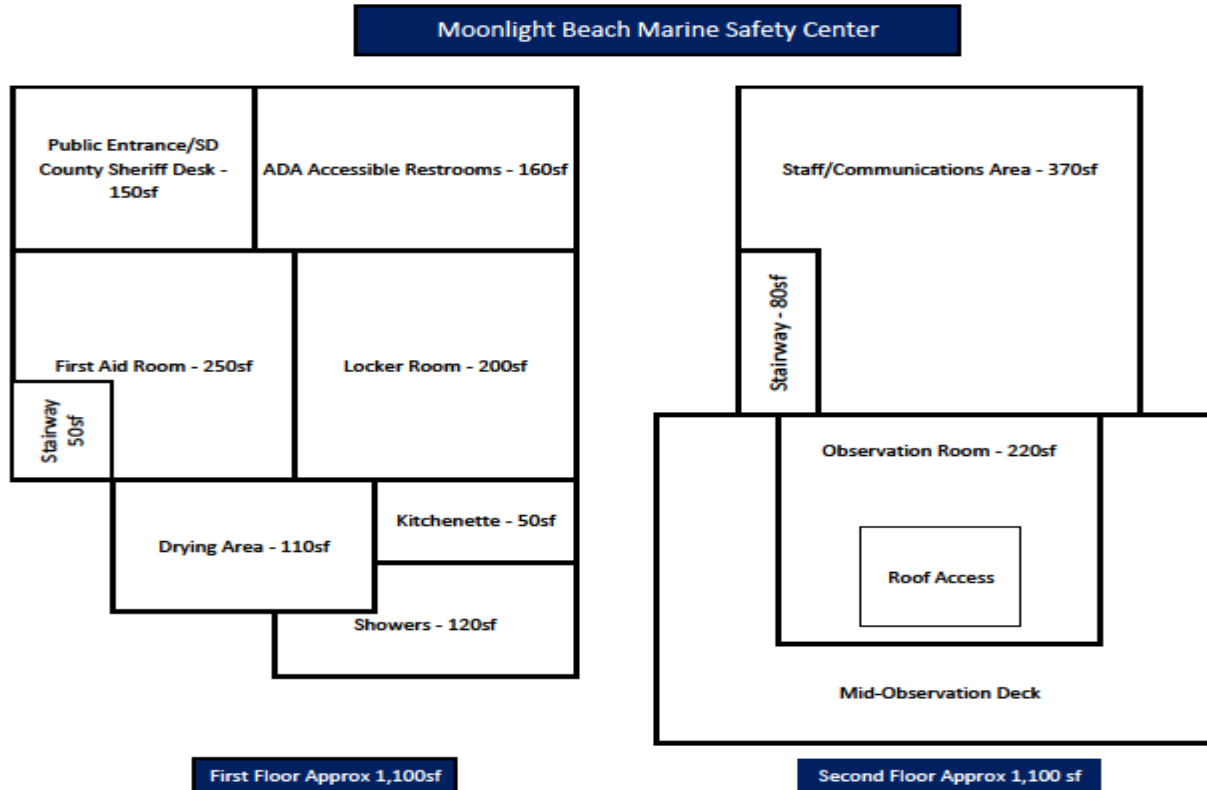 Moonlight Beach Marine Safety Center
Public Entrance/SD
County Sheriff Desk -
150sf
ADA Accessible Restrooms - 160sf
First Aid Room - 250sf
Locker Room - 200sf
Stairway
50sf
Kitchenette - 50sf
Drying Area - 110sf
Showers - 120sf
First Floor Approx 1,100sf
Staff/Communications Area - 370sf
Stairway - 80sf
Observation Room - 220sf
Roof Access
Mid-Observation Deck
Second Floor Approx 1,100 sf